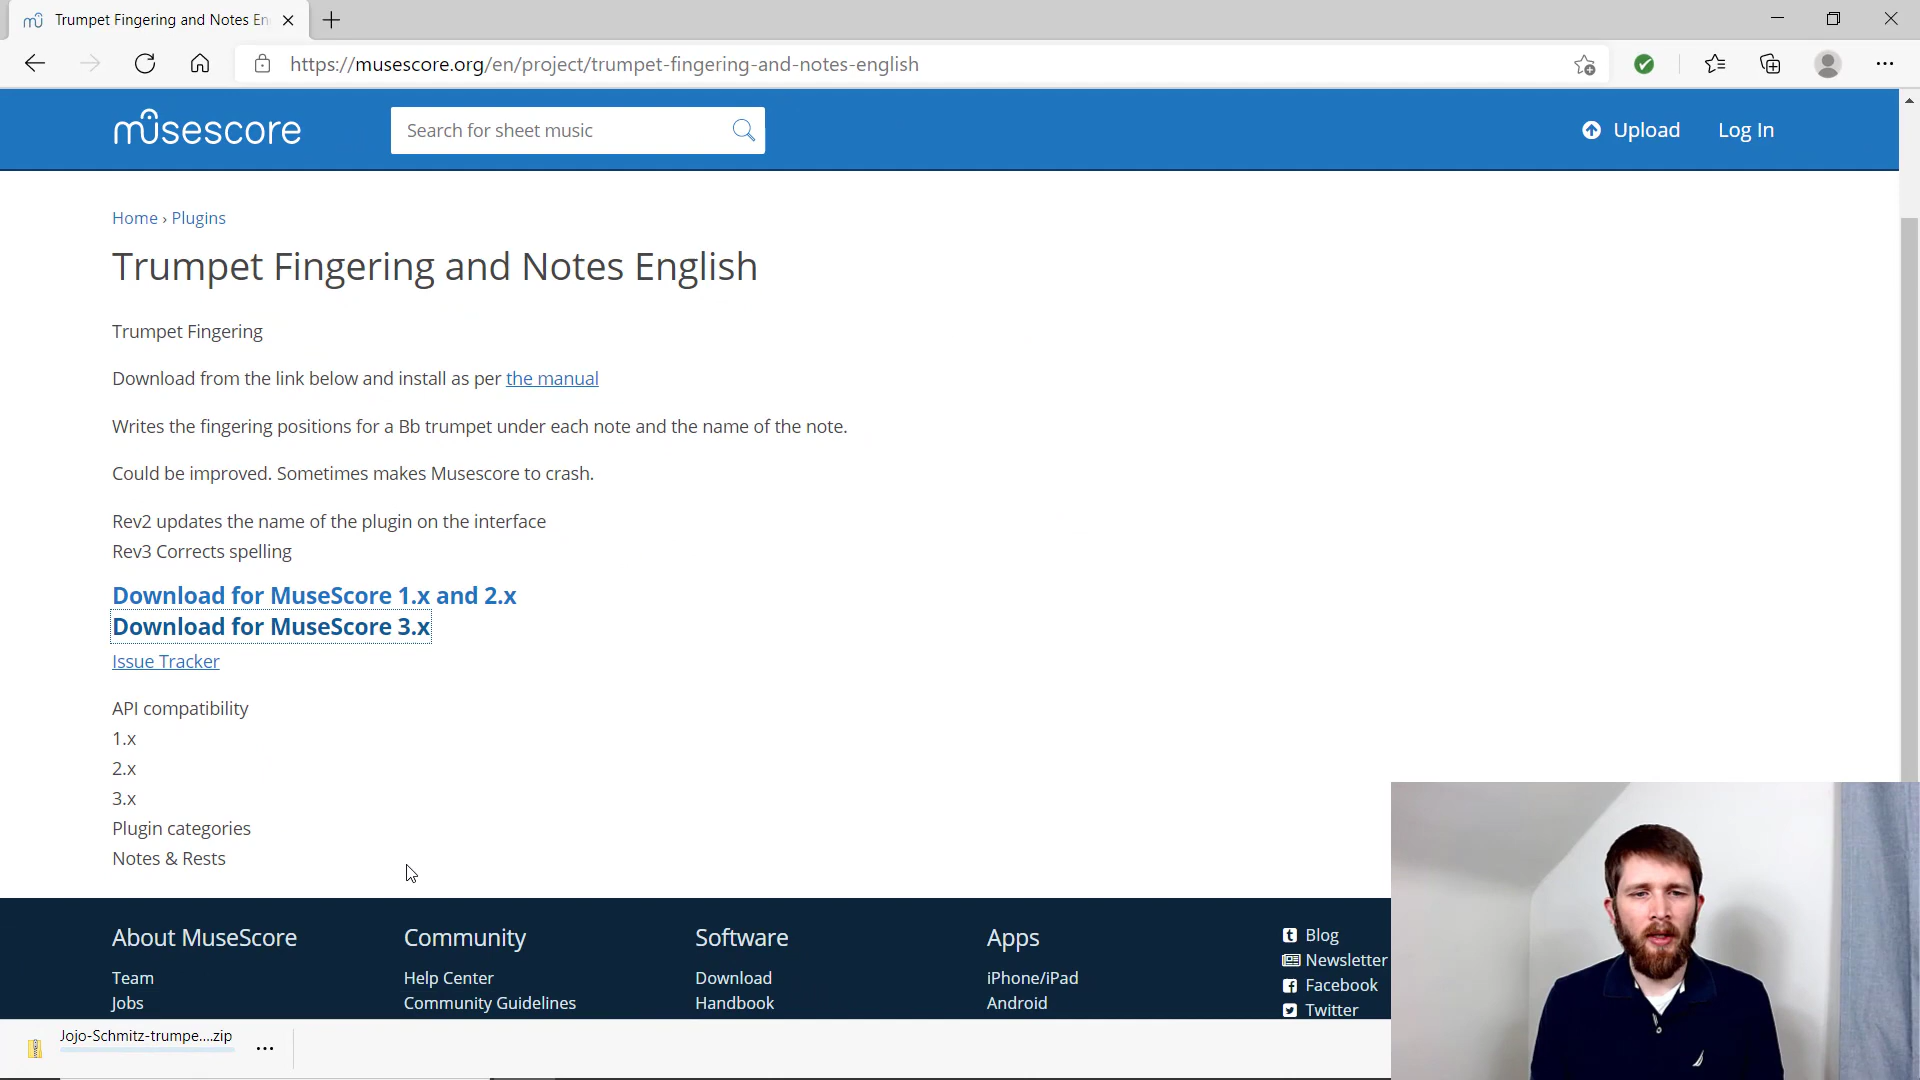 Trumpet Fingering and Notes En
https://musescore.org/en/project/trumpet-fingering-and-notes-english
musescore
Search for sheet music
Upload
Log In
Home › Plugins
Trumpet Fingering and Notes English
Trumpet Fingering
Download from the link below and install as per the manual
Writes the fingering positions for a Bb trumpet under each note and the name of the note.
Could be improved. Sometimes makes Musescore to crash.
Rev2 updates the name of the plugin on the interface
Rev3 Corrects spelling
Download for MuseScore 1.x and 2.x
Download for MuseScore 3.x
Issue Tracker
API compatibility
1.x
2.x
3.x
Plugin categories
Notes & Rests
About MuseScore
Team
Jobs
Community
Help Center
Community Guidelines
Software
Download
Handbook
Apps
iPhone/iPad
Android
Blog
Newsletter
Facebook
Twitter
Jojo-Schmitz-trumpe....zip